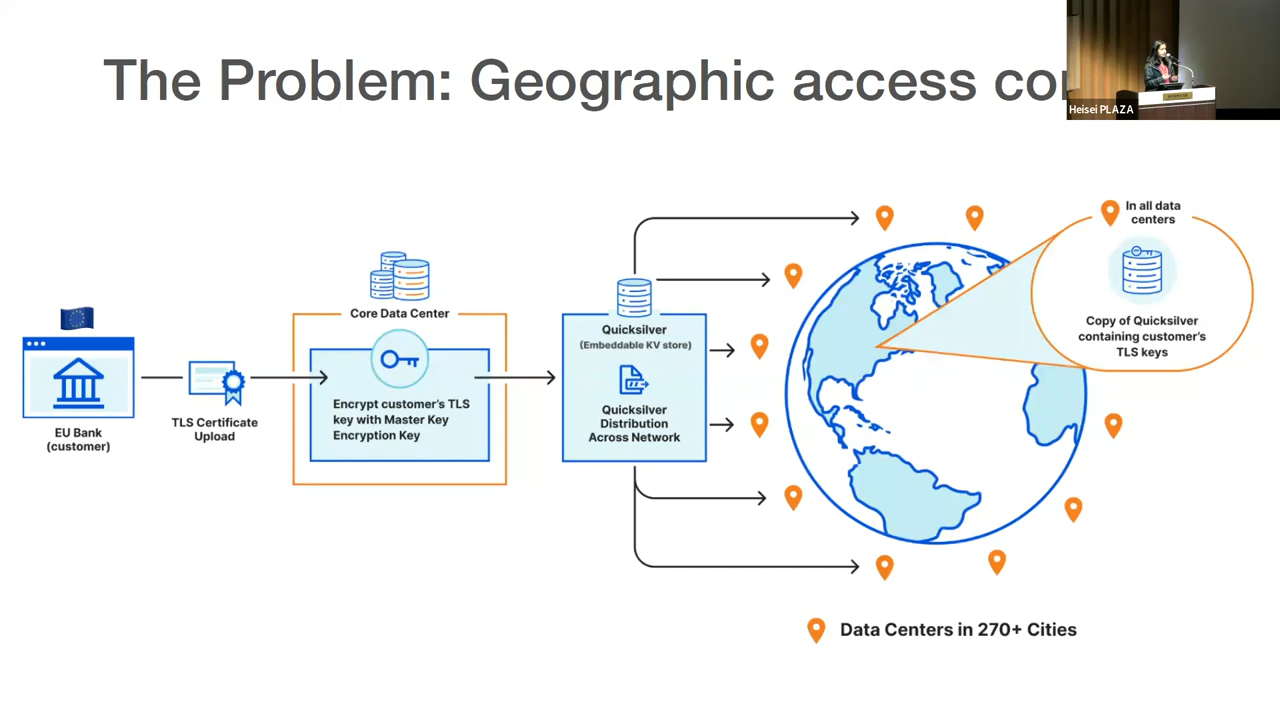 The Problem: Geographic access
Heisei PLAZA
In all data
centers
Copy of Quicksilver
containing customer's
TLS keys
Core Data Center
Encrypt customer's TLS
key with Master Key
Encryption Key
EU Bank
(customer)
TLS Certificate
Upload
Quicksilver
(Embeddable KV store)
Quicksilver
Distribution
Across Network
Data Centers in 270+ Cities